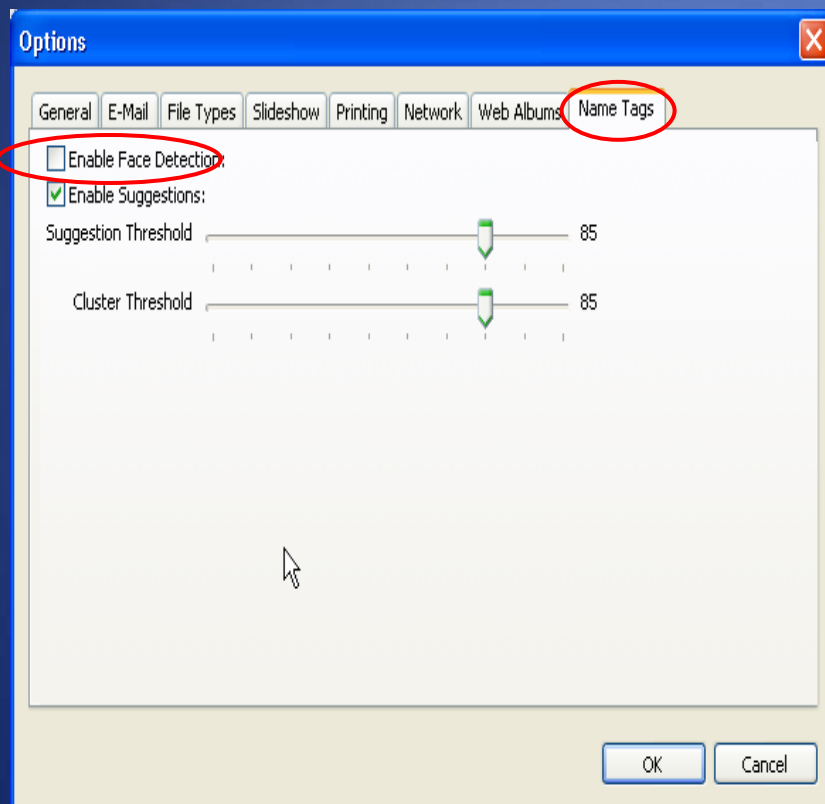 Options
General E-Mail File Types Slideshow Printing Network Web Albums Name Tags
Enable Face Detection:
Enable Suggestions:
Suggestion Threshold 85
Cluster Threshold 85
OK Cancel